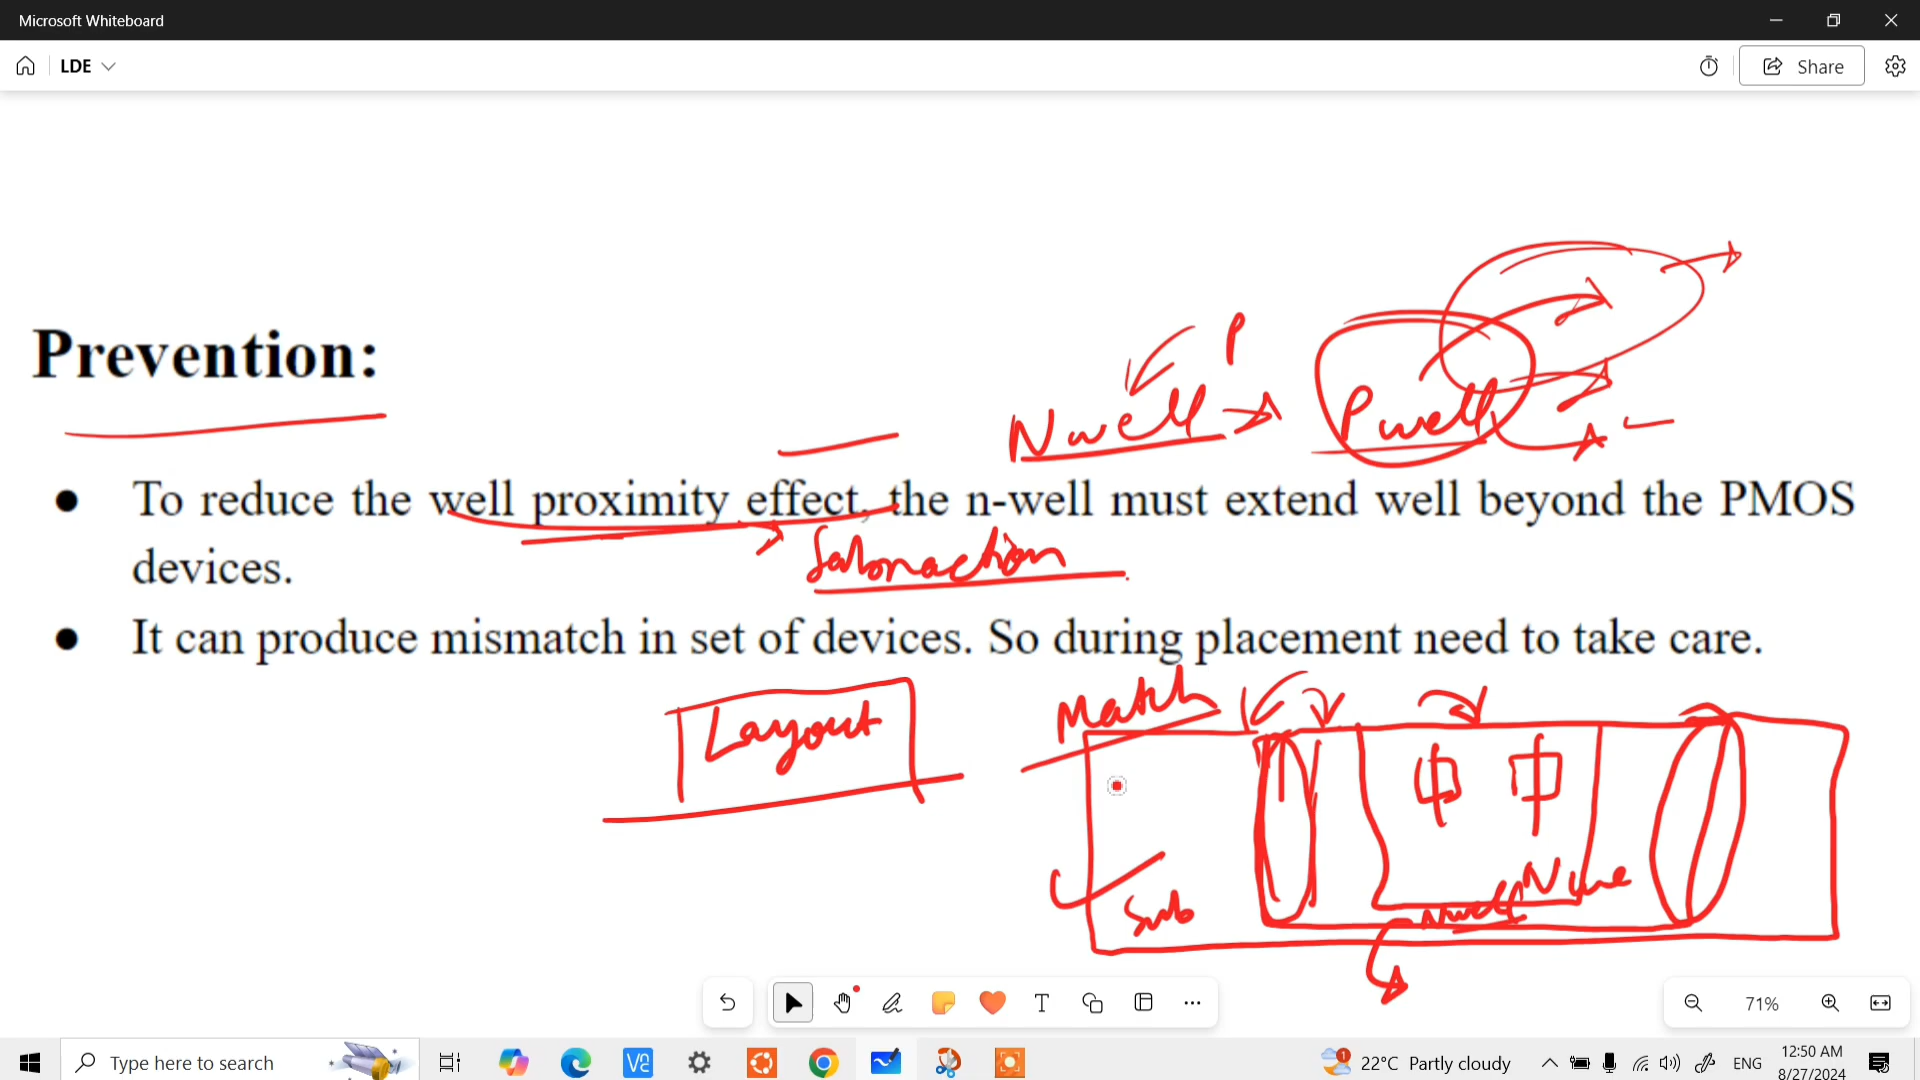 Microsoft Whiteboard
LDE
Share
P
Nwell
Pwell
Prevention:
● To reduce the well proximity effect, the n-well must extend well beyond the PMOS
devices.
● It can produce mismatch in set of devices. So during placement need to take care.
Match
Layout
Sub
Nwell
T
71%
Type here to search
22°C Partly cloudy
ENG
12:50 AM
8/27/2024